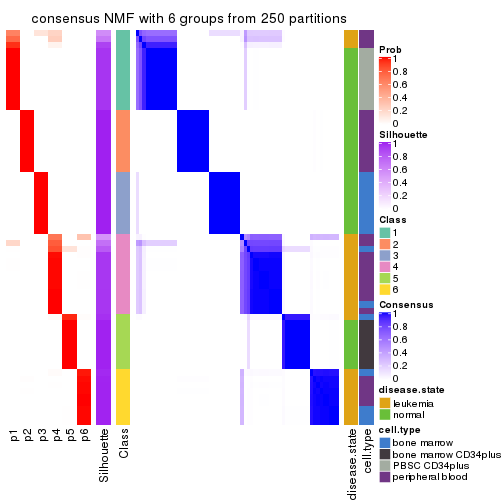 consensus NMF with 6 groups from 250 partitions
Prob
1
0.8
0.6
0.4
0.2
0
Silhouette
1
0.8
0.6
0.4
0.2
0
Class
1
2
3
4
5
6
Consensus
1
0.8
0.6
0.4
0.2
0
disease.state
leukemia
normal
cell.type
bone marrow
bone marrow CD34plus
PBSC CD34plus
peripheral blood
p1
p2
p3
p4
p5
p6
Silhouette
Class
disease.state
cell.type